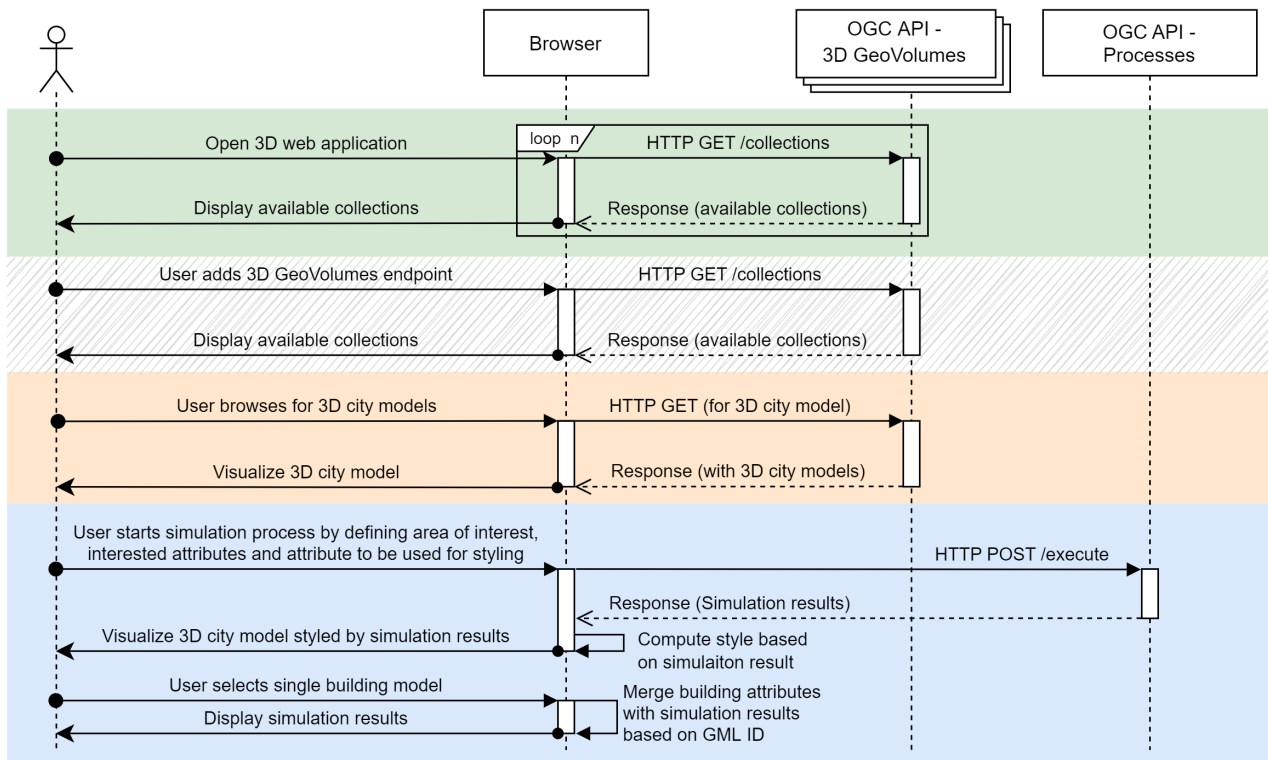 Browser
OGC API -
3D GeoVolumes
OGC API -
Processes
Open 3D web application
loop n
HTTP GET /collections
Display available collections
Response (available collections)
User adds 3D GeoVolumes endpoint
HTTP GET /collections
Display available collections
Response (available collections)
User browses for 3D city models
HTTP GET (for 3D city model)
Visualize 3D city model
Response (with 3D city models)
User starts simulation process by defining area of interest,
interested attributes and attribute to be used for styling
HTTP POST /execute
Response (Simulation results)
Visualize 3D city model styled by simulation results
Compute style based
on simulaiton result
User selects single building model
Merge building attributes
with simulation results
based on GML ID
Display simulation results